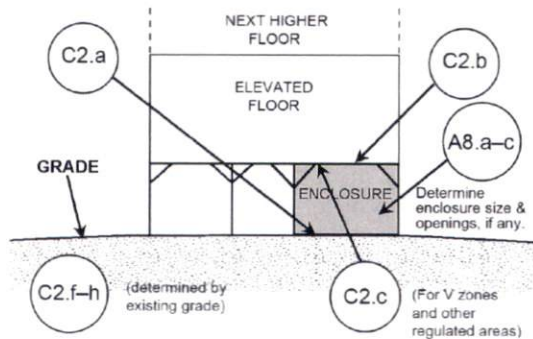 NEXT HIGHER
FLOOR
C2.a
C2.b
ELEVATED
FLOOR
A8.a–c
GRADE
ENCLOSURE
Determine
enclosure size &
openings, if any.
C2.f–h
(determined by
existing grade)
C2.c
(For V zones
and other
regulated areas)